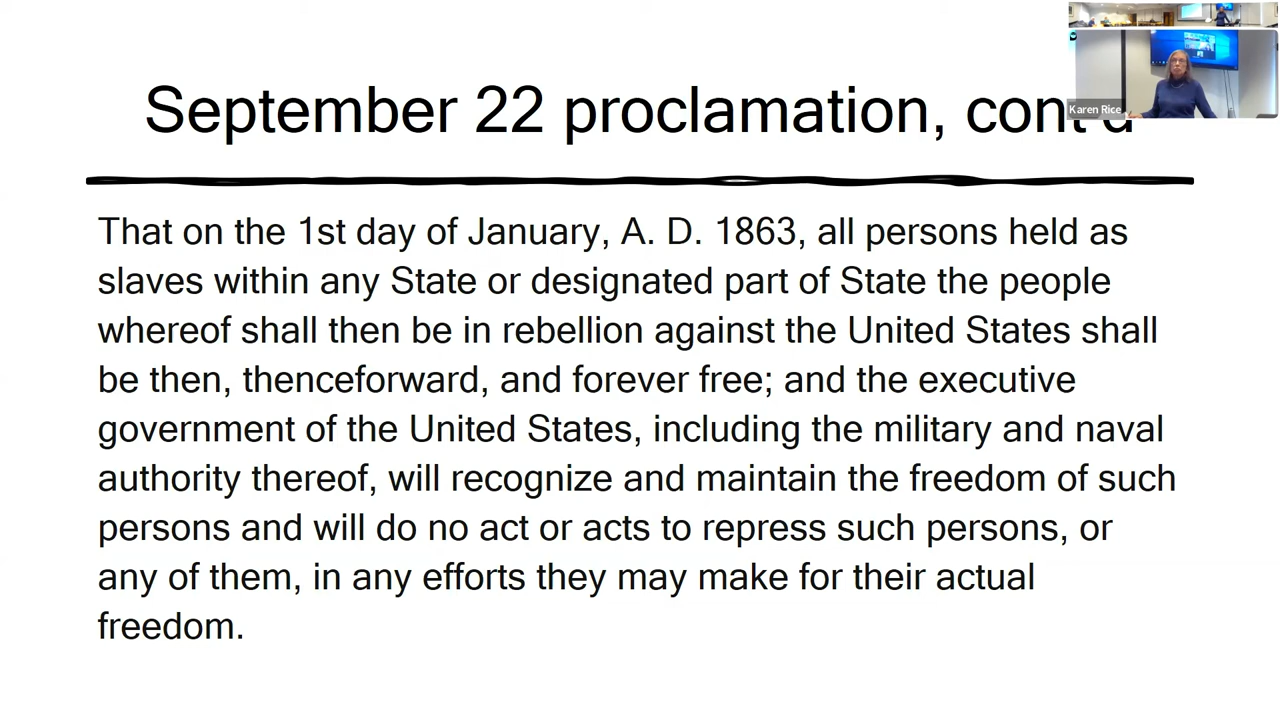 September 22 proclamation, cont'd
Karen Rice
That on the 1st day of January, A. D. 1863, all persons held as
slaves within any State or designated part of State the people
whereof shall then be in rebellion against the United States shall
be then, thenceforward, and forever free; and the executive
government of the United States, including the military and naval
authority thereof, will recognize and maintain the freedom of such
persons and will do no act or acts to repress such persons, or
any of them, in any efforts they may make for their actual
freedom.